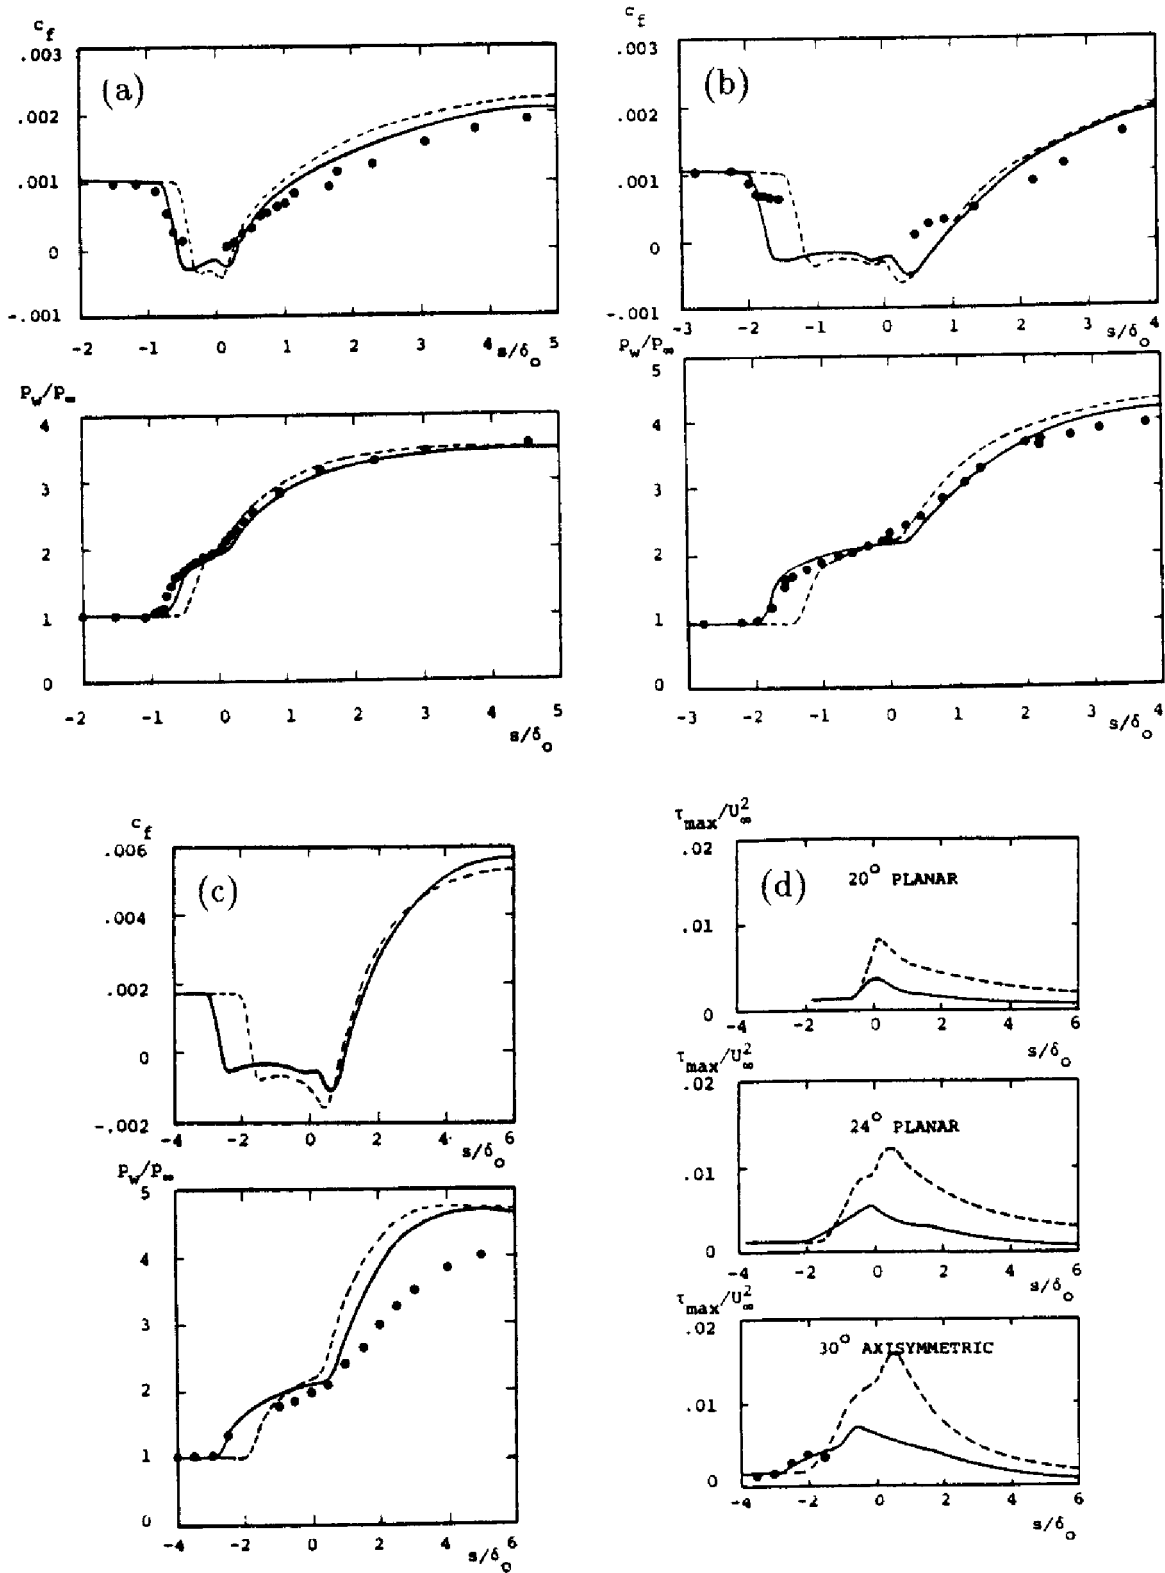 c_f
.003
.002
.001
0
-.001
(a)
-2 -1 0 1 2 3 4 s/δ_o 5
p_w/p_∞
4
3
2
1
0
-2 -1 0 1 2 3 4 5
s/δ_o
c_f
.003
.002
.001
0
-.001
(b)
-3 -2 -1 0 1 2 3 s/δ_o 4
p_w/p_∞
5
4
3
2
1
0
-3 -2 -1 0 1 2 3 4
s/δ_o
c_f
.006
.004
.002
0
-.002
(c)
-4 -2 0 2 4 6
s/δ_o
p_w/p_∞
5
4
3
2
1
0
-4 -2 0 2 4 6
s/δ_o
τ_max/U_∞^2
.02
.01
0
(d)
20° PLANAR
-4 -2 0 2 4 6
s/δ_o
τ_max/U_∞^2
.02
.01
0
24° PLANAR
-4 -2 0 2 4 6
s/δ_o
τ_max/U_∞^2
.02
.01
0
30° AXISYMMETRIC
-4 -2 0 2 4 6
s/δ_o